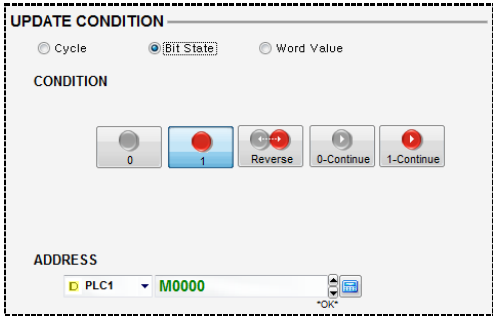 UPDATE CONDITION
Cycle Bit State Word Value
CONDITION
0 1 Reverse 0-Continue 1-Continue
ADDRESS
D PLC1 M0000
*OK*